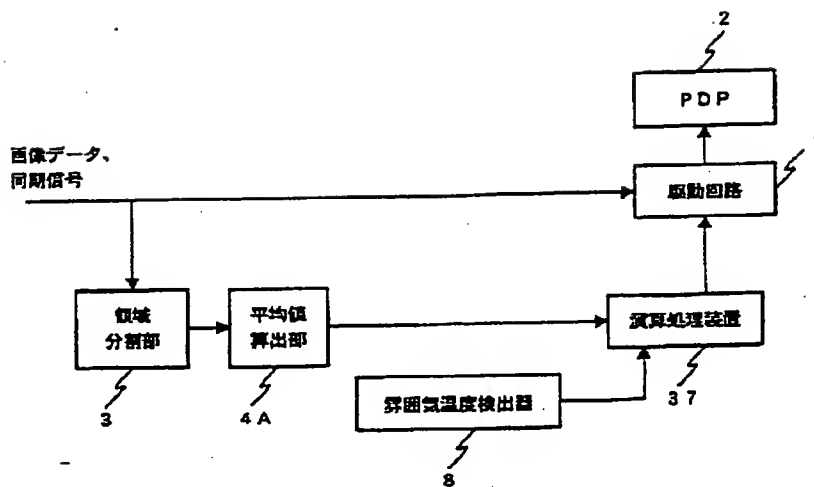 2
PDP
画像データ、
同期信号
駆動回路
領域
分割部
平均値
算出部
演算処理装置
3
4A
雰囲気温度検出器
37
8